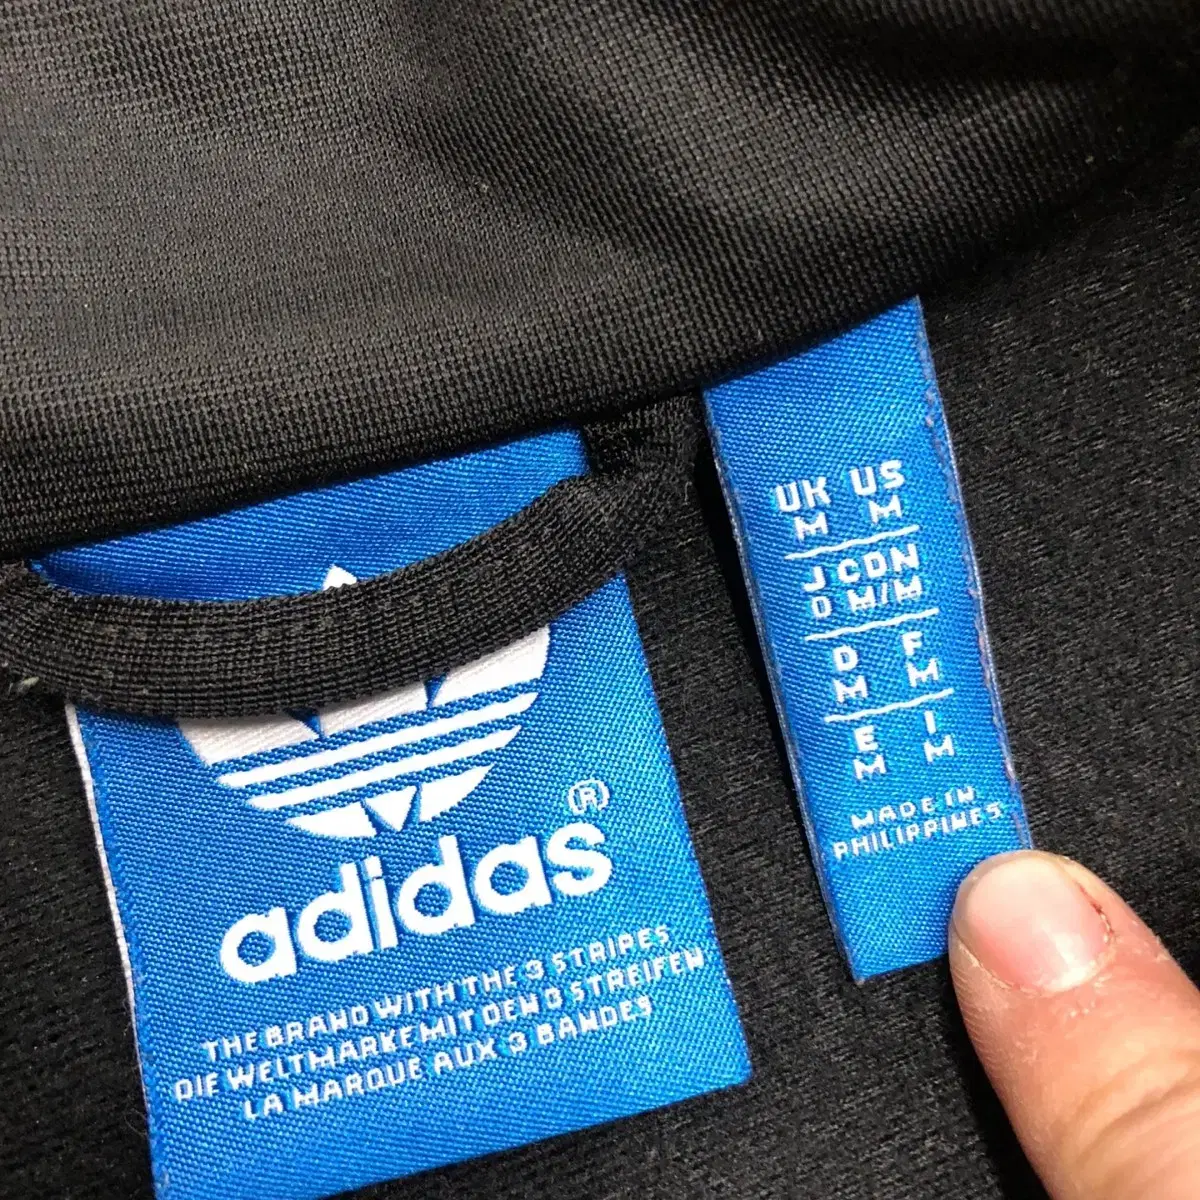 adidas®
THE BRAND WITH THE 3 STRIPES
DIE WELTMARKE MIT DEN 3 STREIFEN
LA MARQUE AUX 3 BANDES
UK US
M M
J CDN
O M/M
D F
M M
E I
M M
MADE IN
PHILIPPINES